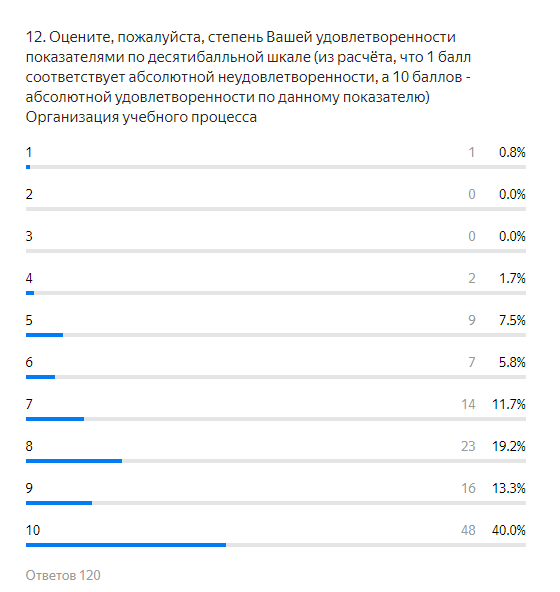 12. Оцените, пожалуйста, степень Вашей удовлетворенности
показателями по десятибалльной шкале (из расчёта, что 1 балл
соответствует абсолютной неудовлетворенности, а 10 баллов -
абсолютной удовлетворенности по данному показателю)
Организация учебного процесса
1 1 0.8%
2 0 0.0%
3 0 0.0%
4 2 1.7%
5 9 7.5%
6 7 5.8%
7 14 11.7%
8 23 19.2%
9 16 13.3%
10 48 40.0%
Ответов 120